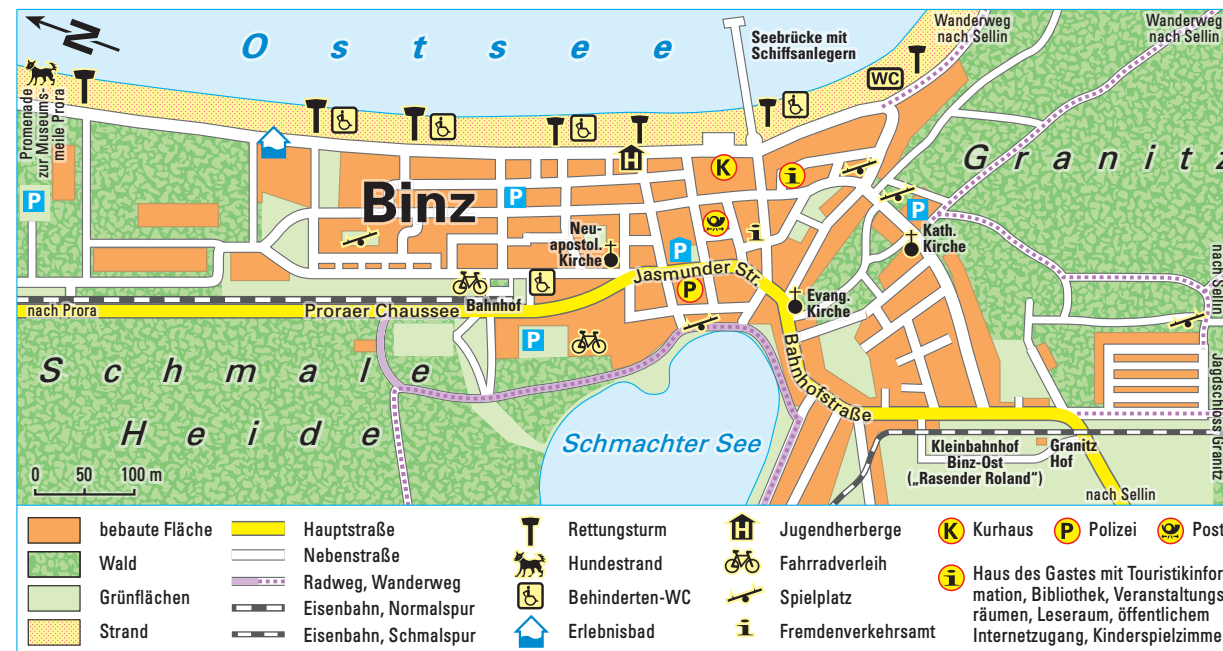 N
Ostsee
Seebrücke mit
Schiffsanlegern
Wanderweg
nach Sellin
Wanderweg
nach Sellin
WC
Promenade
zur Museums-
meile Prora
P
H
K
i
Granitz
Binz
P
P
Neu-
apostol.
Kirche
i
Kath.
Kirche
Jasmunder Str.
P
P
Bahnhof
nach Prora
Proraer Chaussee
Evang.
Kirche
nach Sellin
P
Schmale
Heide
Bahnhofstraße
Schmachter See
Jagdschloss Granitz
Kleinbahnhof
Binz-Ost
(„Rasender Roland“)
Granitz
Hof
nach Sellin
0 50 100 m
bebaute Fläche
Wald
Grünflächen
Strand
Hauptstraße
Nebenstraße
Radweg, Wanderweg
Eisenbahn, Normalspur
Eisenbahn, Schmalspur
Rettungsturm
Hundestrand
Behinderten-WC
Erlebnisbad
H Jugendherberge
Fahrradverleih
Spielplatz
i Fremdenverkehrsamt
K Kurhaus
P Polizei
Post
i Haus des Gastes mit Touristikinfor
mation, Bibliothek, Veranstaltungs
räumen, Leseraum, öffentlichem
Internetzugang, Kinderspielzimme